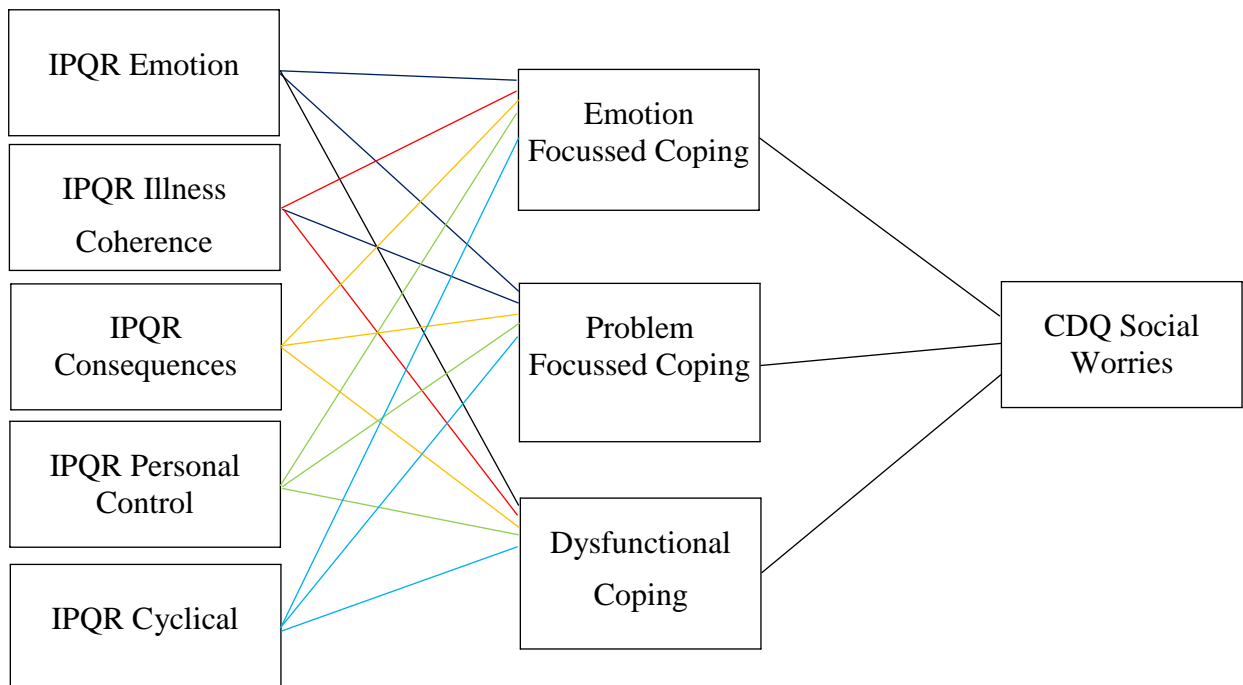 IPQR Emotion
IPQR Illness
Coherence
IPQR
Consequences
IPQR Personal
Control
IPQR Cyclical
Emotion
Focussed Coping
Problem
Focussed Coping
Dysfunctional
Coping
CDQ Social
Worries